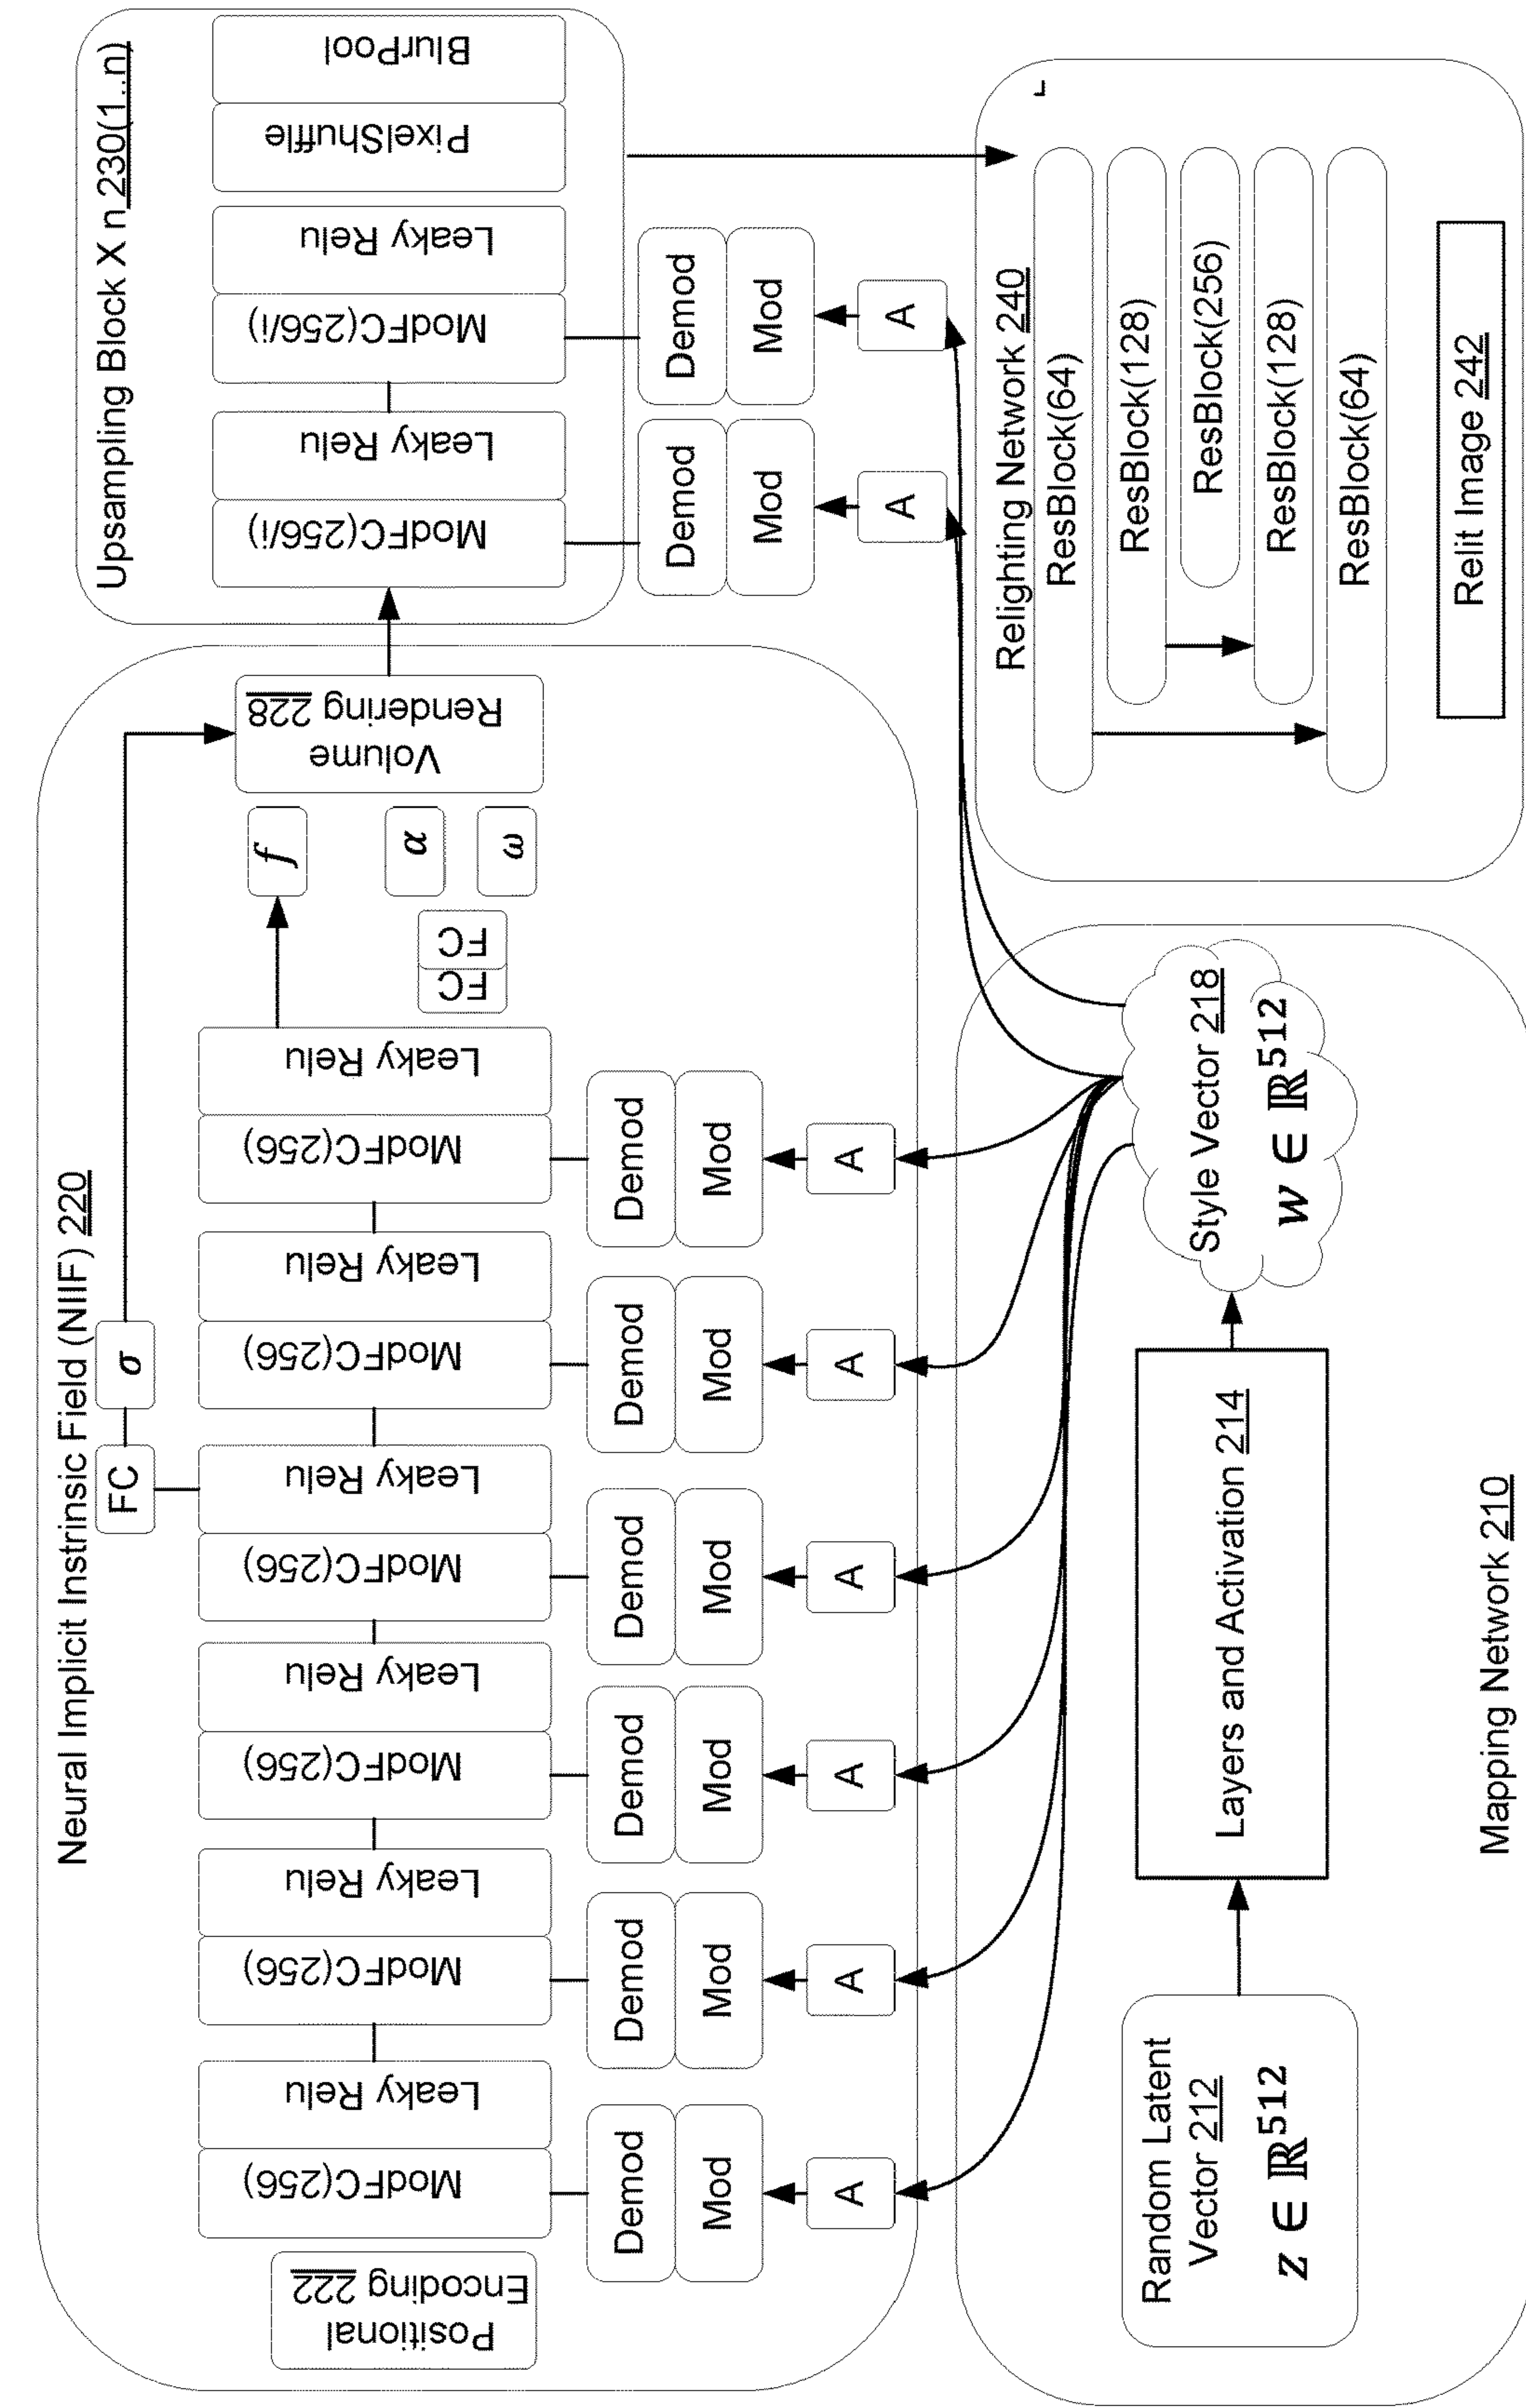 Neural Implicit Instrinsic Field (NIIF) 220
FC
σ
Positional
Encoding 222
ModFC(256)
Leaky Relu
ModFC(256)
Leaky Relu
ModFC(256)
Leaky Relu
ModFC(256)
Leaky Relu
ModFC(256)
Leaky Relu
ModFC(256)
Leaky Relu
FC
FC
f
α
ω
Volume
Rendering 228
Demod
Mod
A
Demod
Mod
A
Demod
Mod
A
Demod
Mod
A
Demod
Mod
A
Demod
Mod
A
Upsampling Block X n 230(1..n)
ModFC(256/i)
Leaky Relu
ModFC(256/i)
Leaky Relu
PixelShuffle
BlurPool
Demod
Mod
A
Demod
Mod
A
Random Latent
Vector 212
z ∈ ℝ⁵¹²
Layers and Activation 214
Style Vector 218
w ∈ ℝ⁵¹²
Mapping Network 210
Relighting Network 240
ResBlock(64)
ResBlock(128)
ResBlock(256)
ResBlock(128)
ResBlock(64)
Relit Image 242